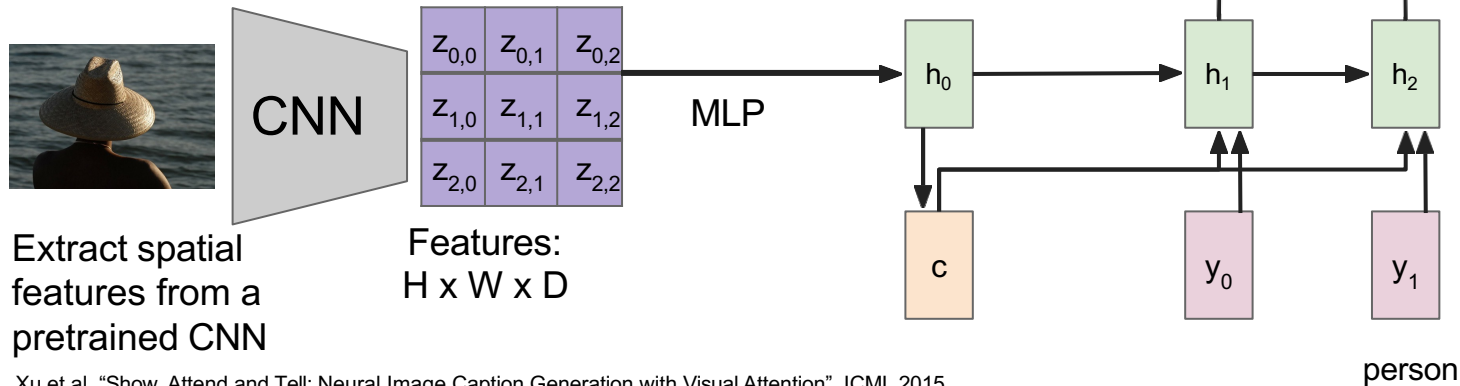 CNN
z0,0 z0,1 z0,2
z1,0 z1,1 z1,2
z2,0 z2,1 z2,2
MLP
h0
h1
h2
c
y0
y1
Extract spatial
features from a
pretrained CNN
Features:
H x W x D
person
Xu et al, “Show, Attend and Tell: Neural Image Caption Generation with Visual Attention”, ICML 2015